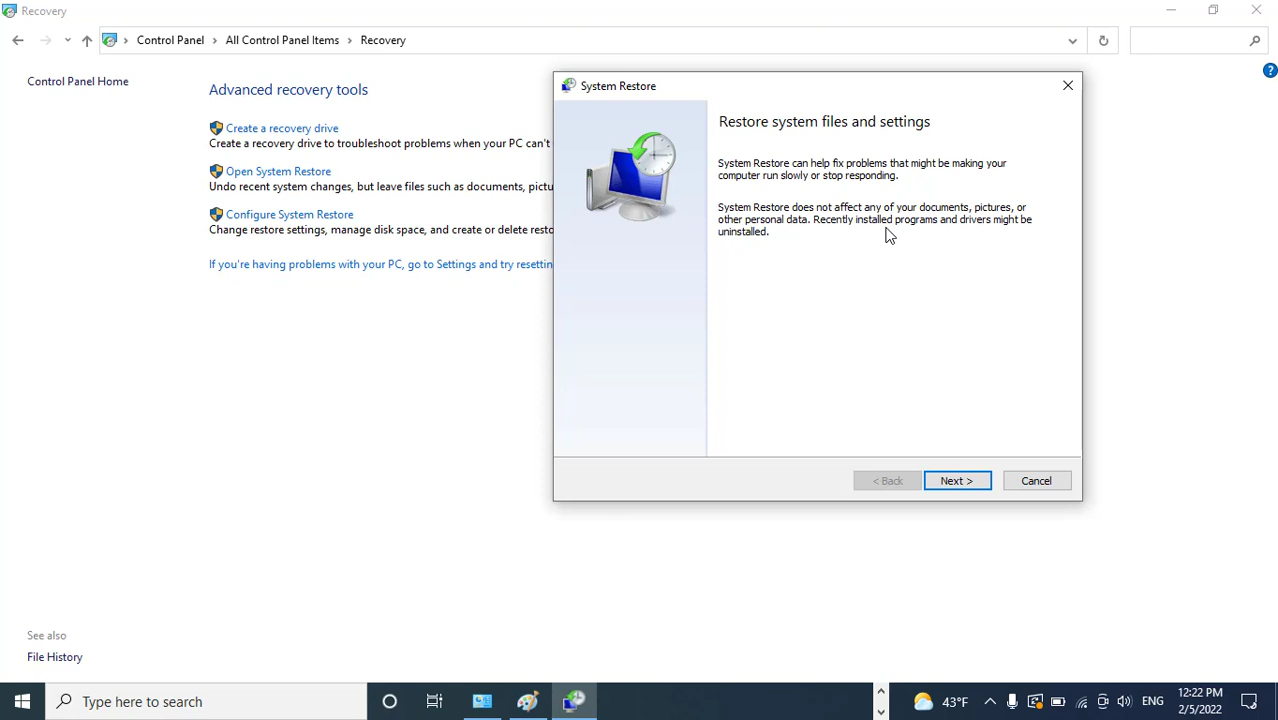 Recovery
Control Panel > All Control Panel Items > Recovery
Control Panel Home
Advanced recovery tools
Create a recovery drive
Create a recovery drive to troubleshoot problems when your PC can't
Open System Restore
Undo recent system changes, but leave files such as documents, pictu
Configure System Restore
Change restore settings, manage disk space, and create or delete resto
If you're having problems with your PC, go to Settings and try resettin
System Restore
Restore system files and settings
System Restore can help fix problems that might be making your
computer run slowly or stop responding.
System Restore does not affect any of your documents, pictures, or
other personal data. Recently installed programs and drivers might be
uninstalled.
< Back
Next >
Cancel
See also
File History
Type here to search
43°F
ENG
12:22 PM
2/5/2022